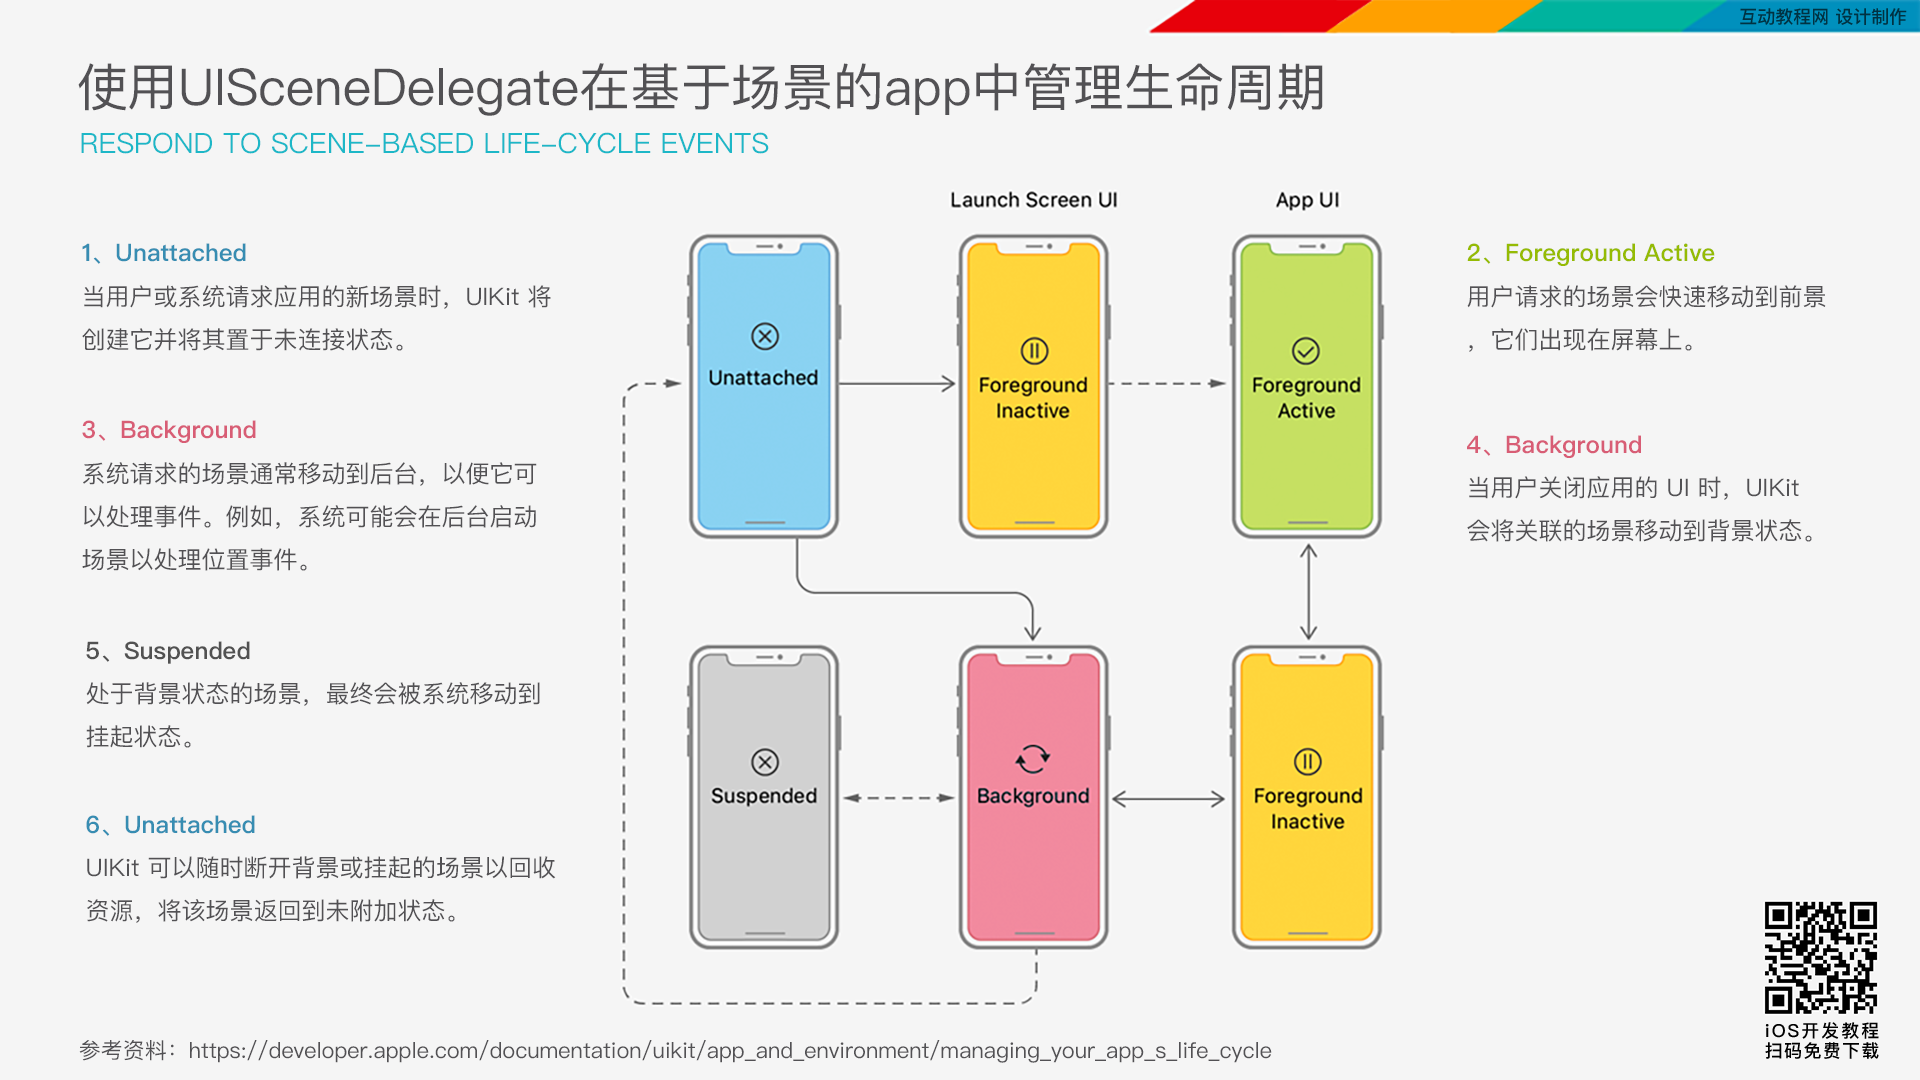 互动教程网 设计制作
使用UISceneDelegate在基于场景的app中管理生命周期
RESPOND TO SCENE-BASED LIFE-CYCLE EVENTS
1、Unattached
当用户或系统请求应用的新场景时，UIKit 将
创建它并将其置于未连接状态。
3、Background
系统请求的场景通常移动到后台，以便它可
以处理事件。例如，系统可能会在后台启动
场景以处理位置事件。
5、Suspended
处于背景状态的场景，最终会被系统移动到
挂起状态。
6、Unattached
UIKit 可以随时断开背景或挂起的场景以回收
资源，将该场景返回到未附加状态。
Launch Screen UI
App UI
Unattached
Foreground
Inactive
Foreground
Active
Suspended
Background
Foreground
Inactive
2、Foreground Active
用户请求的场景会快速移动到前景
，它们出现在屏幕上。
4、Background
当用户关闭应用的 UI 时，UIKit
会将关联的场景移动到背景状态。
参考资料：https://developer.apple.com/documentation/uikit/app_and_environment/managing_your_app_s_life_cycle
iOS开发教程
扫码免费下载